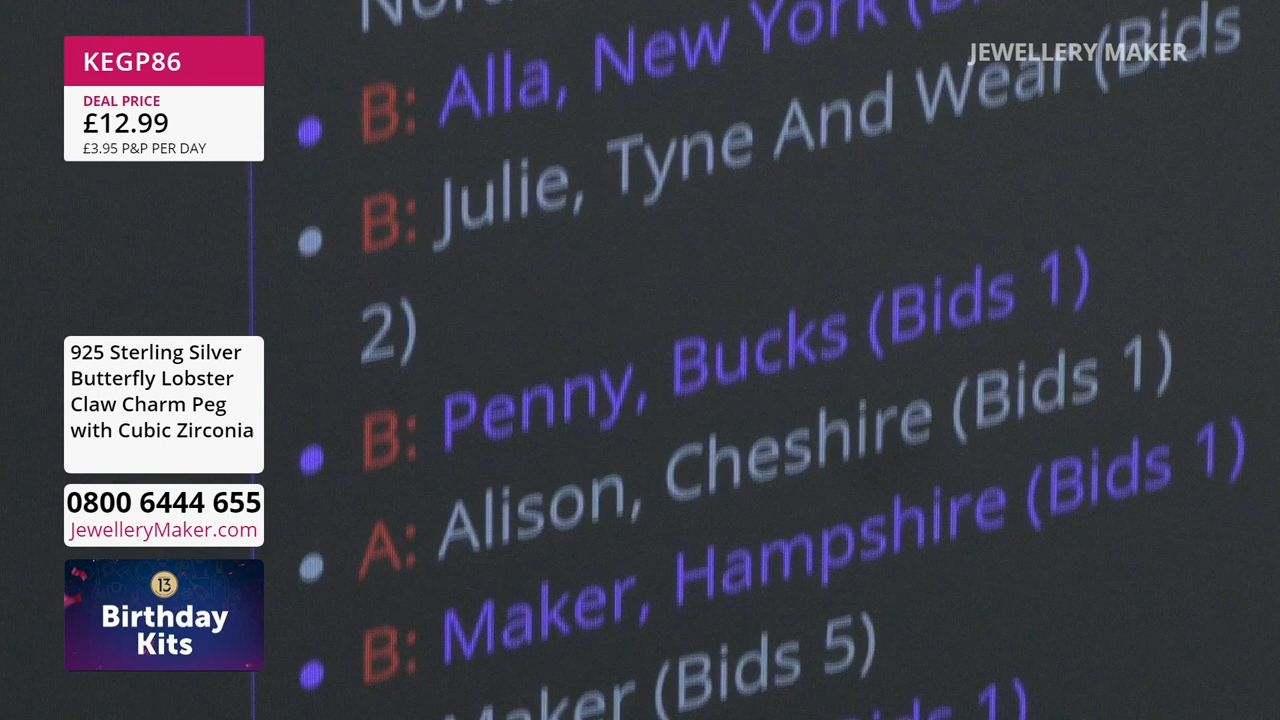 KEGP86
DEAL PRICE
£12.99
£3.95 P&P PER DAY
925 Sterling Silver
Butterfly Lobster
Claw Charm Peg
with Cubic Zirconia
0800 6444 655
JewelleryMaker.com
13
Birthday
Kits
JEWELLERY MAKER
B: Alla, New York
B: Julie, Tyne And Wear (Bids
2)
B: Penny, Bucks (Bids 1)
A: Alison, Cheshire (Bids 1)
B: Maker, Hampshire (Bids 1)
Maker (Bids 5)
1)